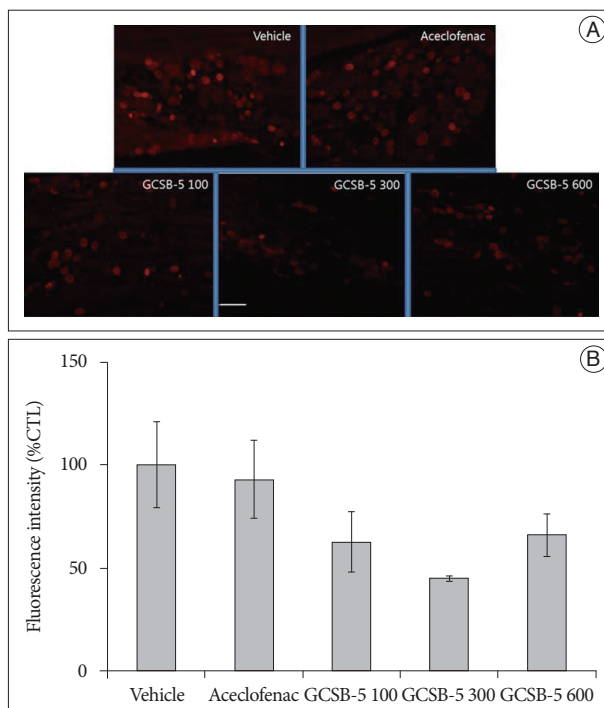 A
Vehicle
Aceclofenac
GCSB-5 100
GCSB-5 300
GCSB-5 600
B
Fluorescence intensity (%CTL)
150
100
50
0
Vehicle Aceclofenac GCSB-5 100 GCSB-5 300 GCSB-5 600